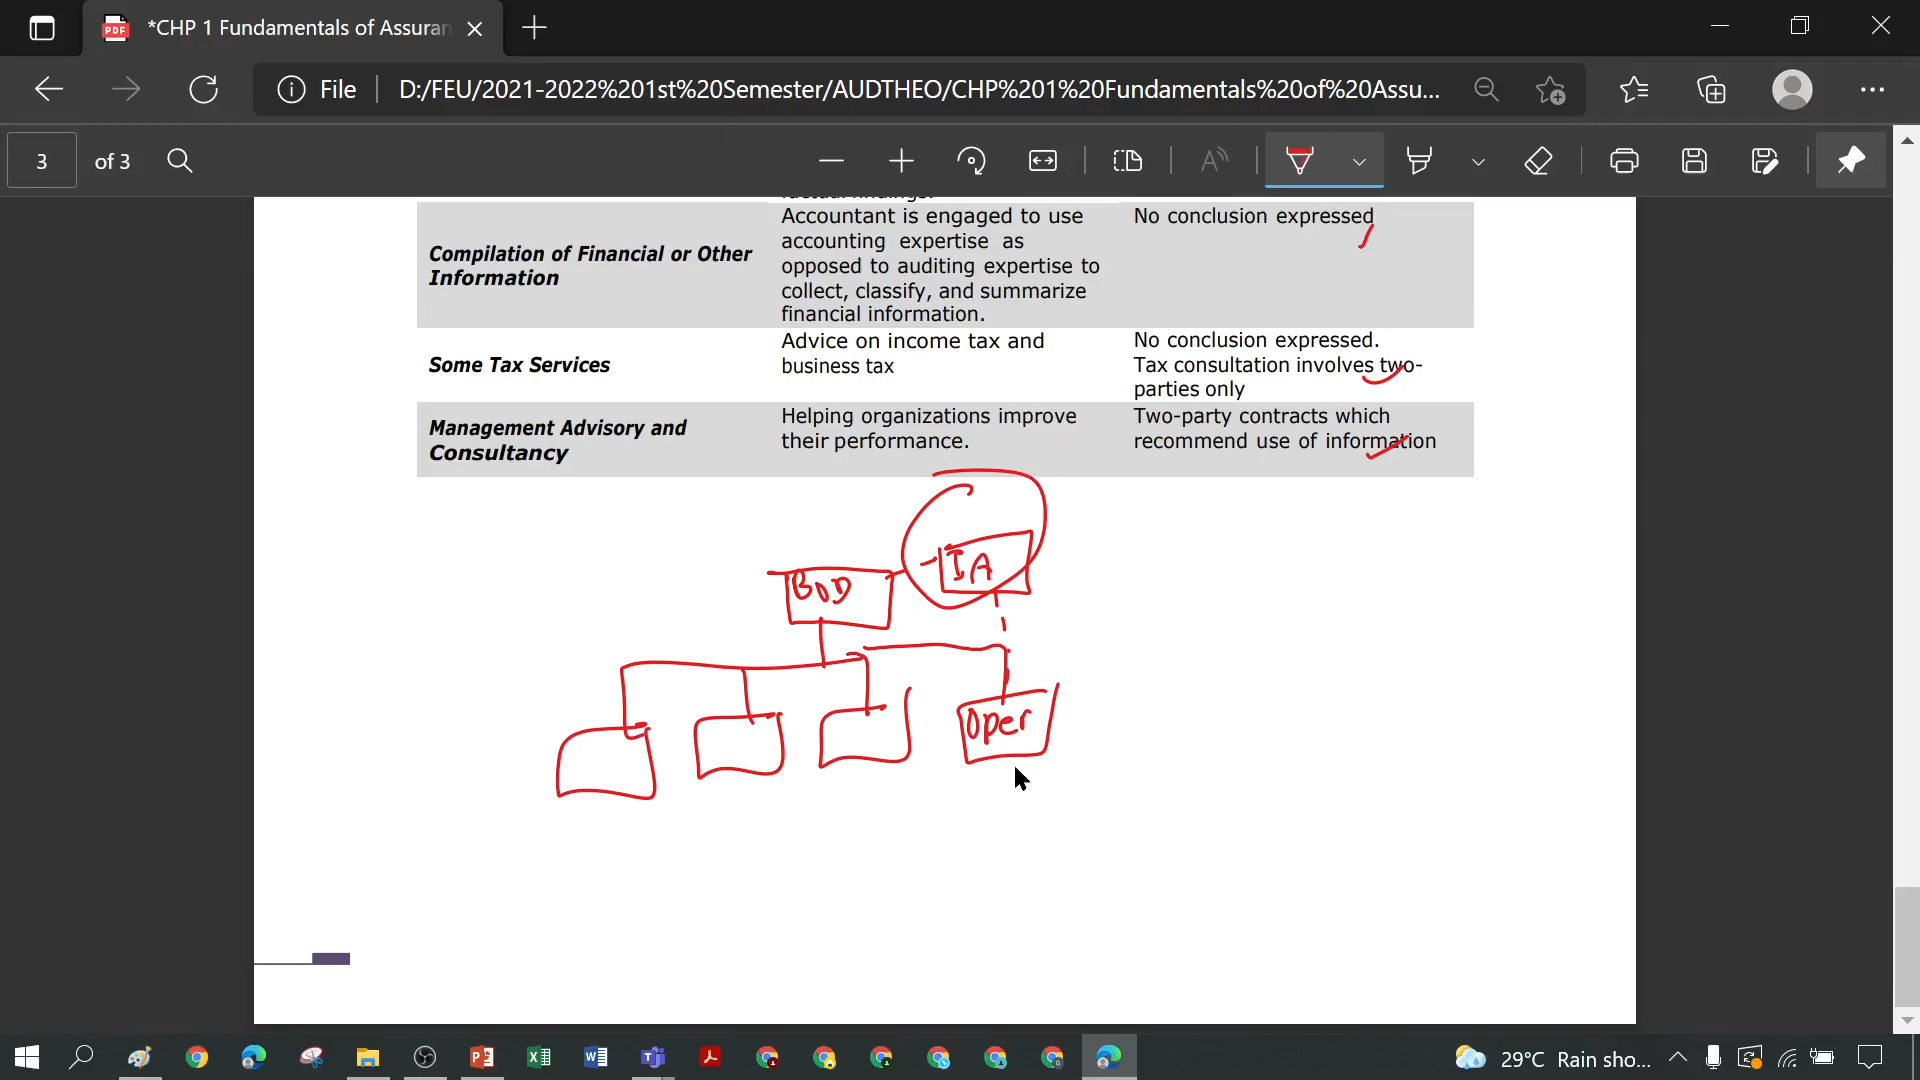 *CHP 1 Fundamentals of Assuran
File
D:/FEU/2021-2022%201st%20Semester/AUDTHEO/CHP%201%20Fundamentals%20of%20Assu...
3 of 3
Accountant is engaged to use
accounting expertise as
opposed to auditing expertise to
collect, classify, and summarize
financial information.
No conclusion expressed
Compilation of Financial or Other
Information
Some Tax Services
Advice on income tax and
business tax
No conclusion expressed.
Tax consultation involves two-
parties only
Management Advisory and
Consultancy
Helping organizations improve
their performance.
Two-party contracts which
recommend use of information
IA
BOD
Oper
29°C Rain sho...